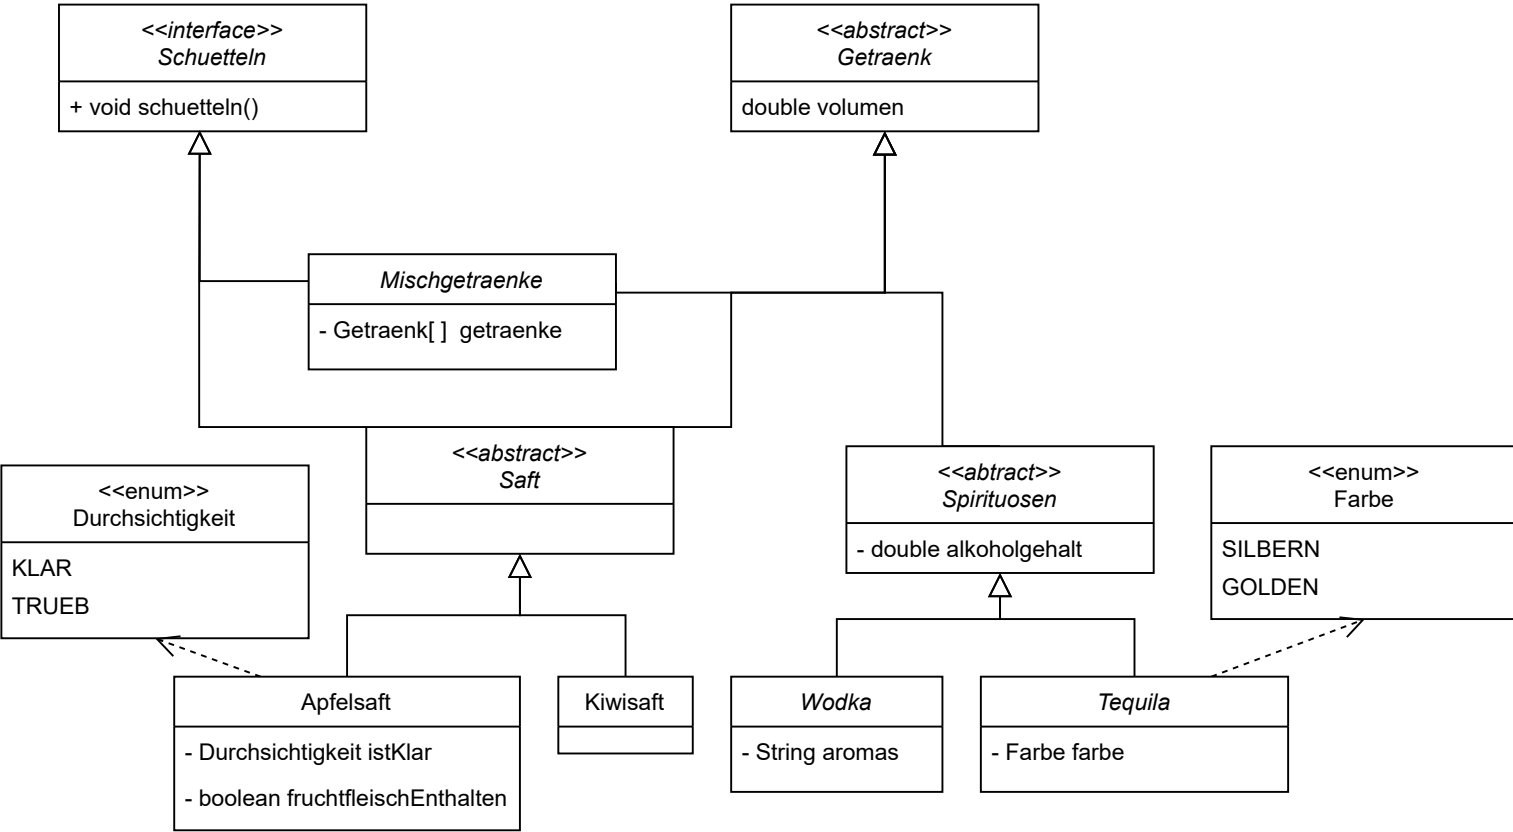 <<interface>>
Schuetteln
+ void schuetteln()
<<abstract>>
Getraenk
double volumen
Mischgetraenke
- Getraenk[ ]  getraenke
<<abstract>>
Saft
<<abtract>>
Spirituosen
- double alkoholgehalt
<<enum>>
Farbe
SILBERN
GOLDEN
<<enum>>
Durchsichtigkeit
KLAR
TRUEB
Apfelsaft
- Durchsichtigkeit istKlar
- boolean fruchtfleischEnthalten
Kiwisaft
Wodka
- String aromas
Tequila
- Farbe farbe